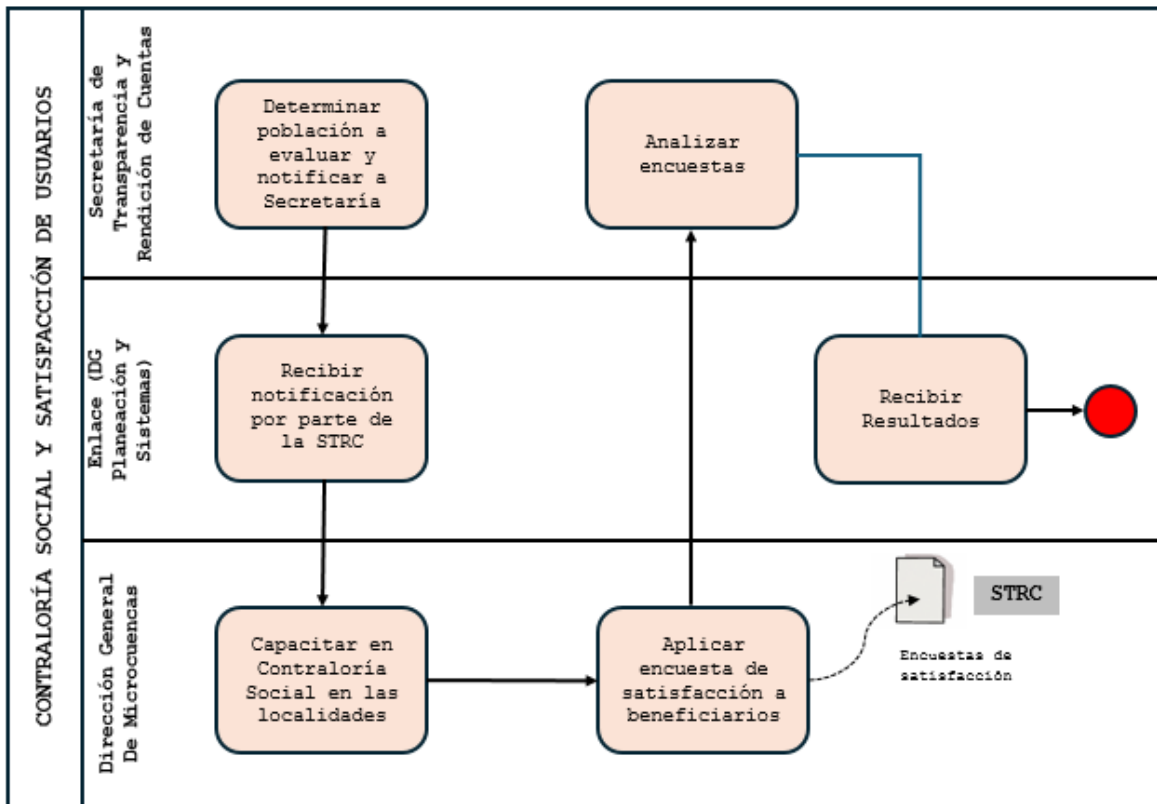 CONTRALORÍA SOCIAL Y SATISFACCIÓN DE USUARIOS
Secretaría de
Transparencia y
Rendición de Cuentas
Determinar
población a
evaluar y
notificar a
Secretaría
Analizar
encuestas
Enlace (DG
Planeación y
Sistemas)
Recibir
notificación
por parte de
la STRC
Recibir
Resultados
Dirección General
De Microcuencas
Capacitar en
Contraloría
Social en las
localidades
Aplicar
encuesta de
satisfacción a
beneficiarios
STRC
Encuestas de
satisfacción